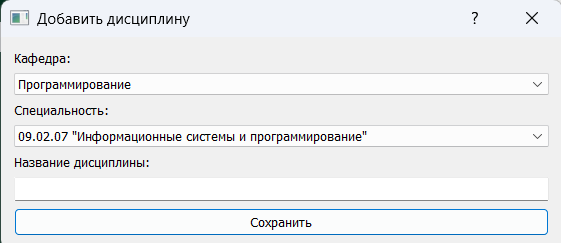 Добавить дисциплину
?
Кафедра:
Программирование
Специальность:
09.02.07 "Информационные системы и программирование"
Название дисциплины:
Сохранить